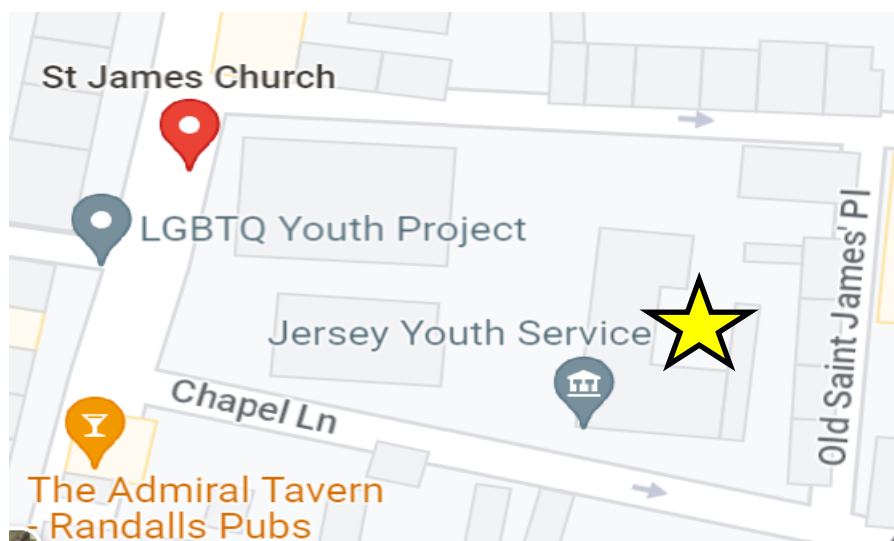 St James Church
LGBTQ Youth Project
Jersey Youth Service
Old Saint James' Pl
Chapel Ln
The Admiral Tavern
- Randalls Pubs